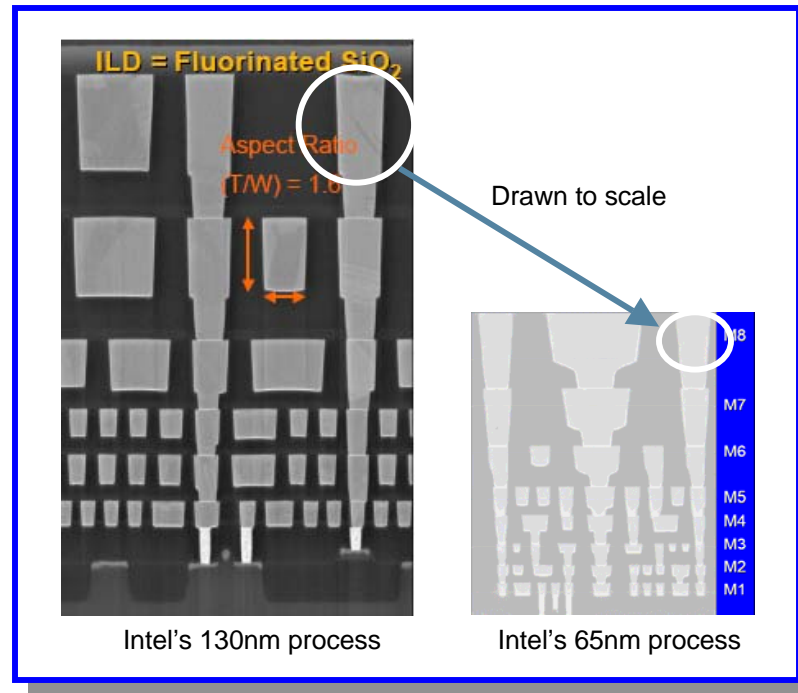 ILD = Fluorinated SiO₂
Aspect Ratio
(T/W) = 1.6
Drawn to scale
M8
M7
M6
M5
M4
M3
M2
M1
Intel's 130nm process
Intel's 65nm process